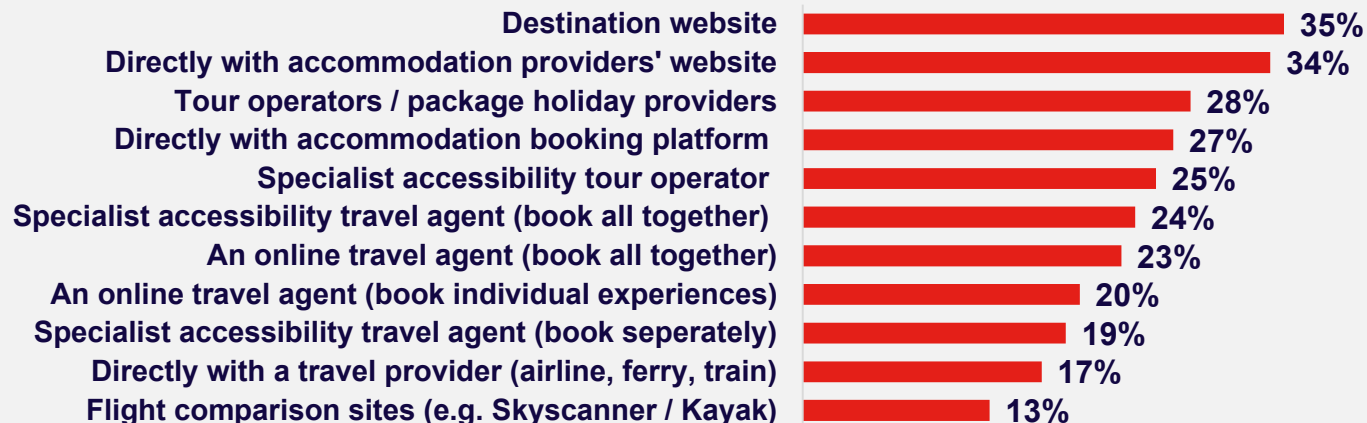 Destination website 35%
Directly with accommodation providers' website 34%
Tour operators / package holiday providers 28%
Directly with accommodation booking platform 27%
Specialist accessibility tour operator 25%
Specialist accessibility travel agent (book all together) 24%
An online travel agent (book all together) 23%
An online travel agent (book individual experiences) 20%
Specialist accessibility travel agent (book seperately) 19%
Directly with a travel provider (airline, ferry, train) 17%
Flight comparison sites (e.g. Skyscanner / Kayak) 13%